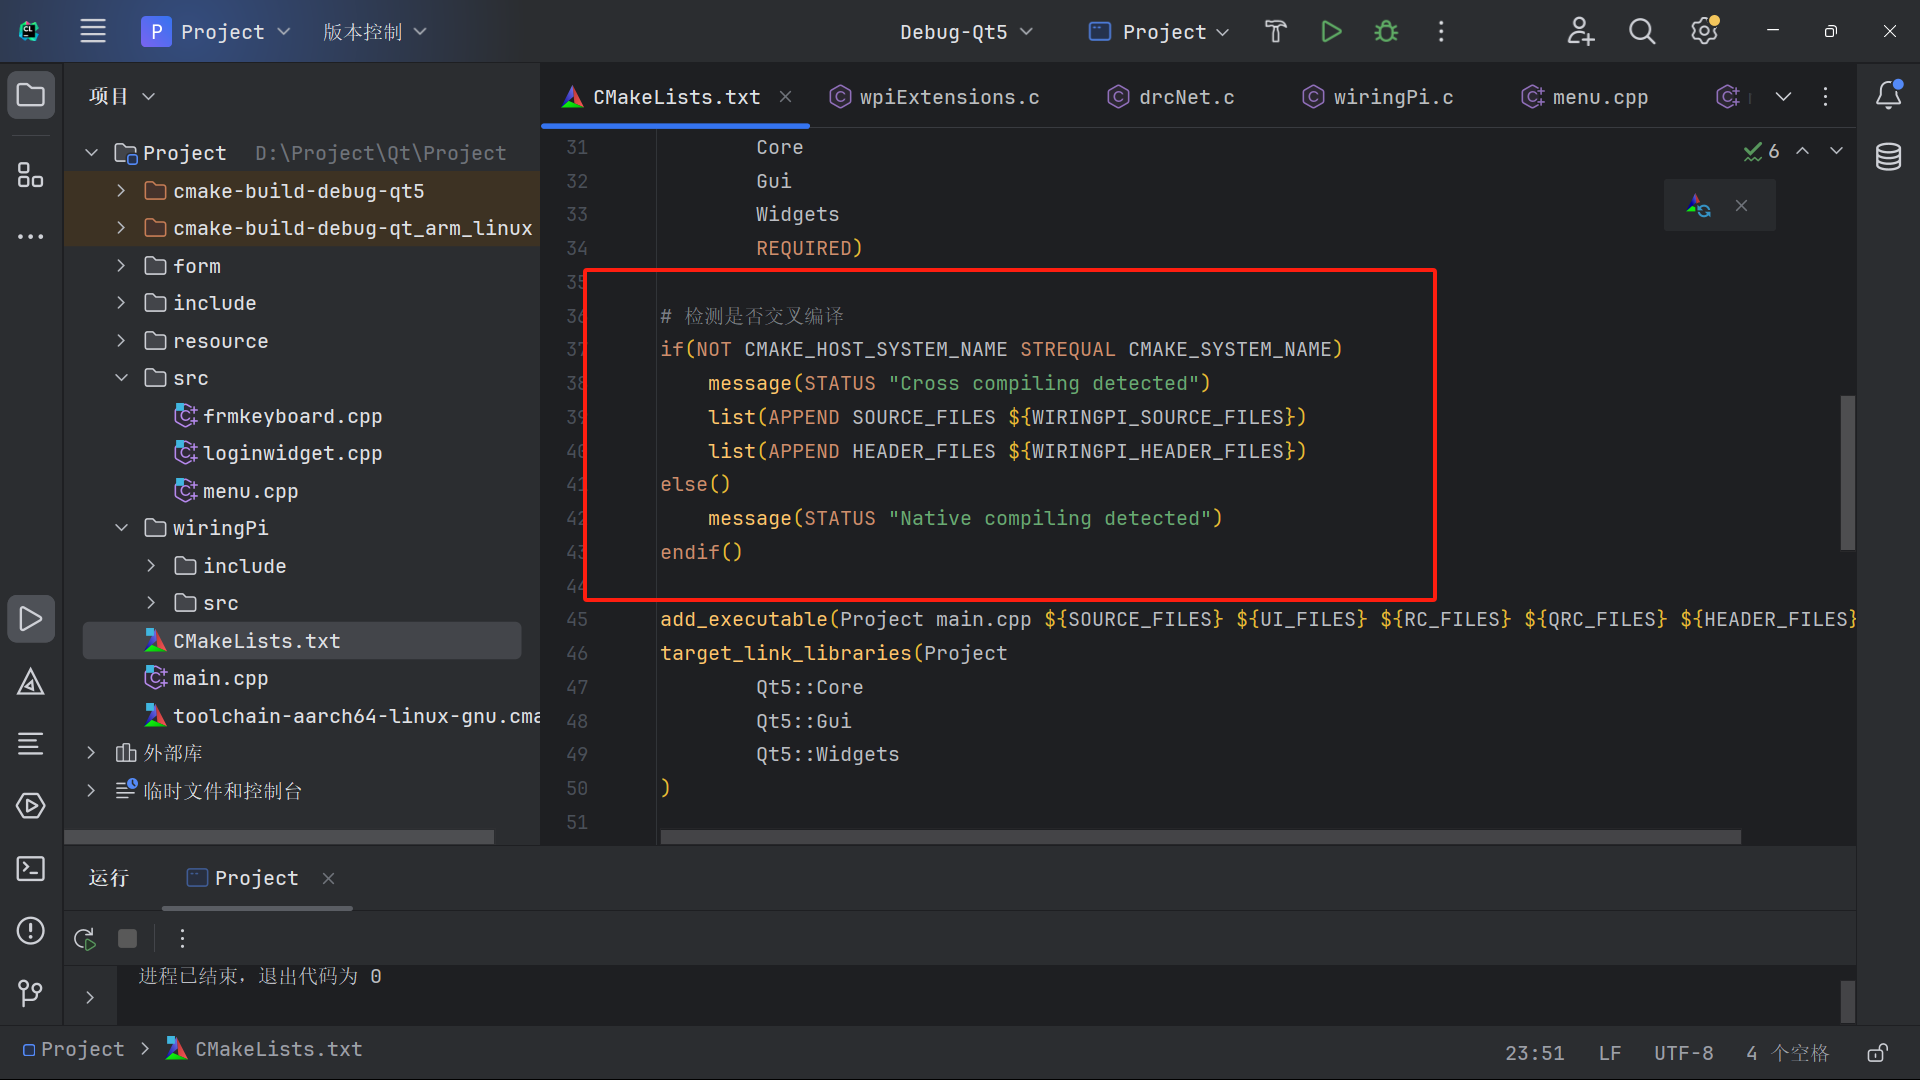 P Project 版本控制 Debug-Qt5 Project
项目
CMakeLists.txt wpiExtensions.c drcNet.c wiringPi.c menu.cpp
Project D:\Project\Qt\Project
cmake-build-debug-qt5
cmake-build-debug-qt_arm_linux
form
include
resource
src
frmkeyboard.cpp
loginwidget.cpp
menu.cpp
wiringPi
include
src
CMakeLists.txt
main.cpp
toolchain-aarch64-linux-gnu.cma
外部库
临时文件和控制台
6
31 Core
32 Gui
33 Widgets
34 REQUIRED)
35
36 # 检测是否交叉编译
37 if(NOT CMAKE_HOST_SYSTEM_NAME STREQUAL CMAKE_SYSTEM_NAME)
38 message(STATUS "Cross compiling detected")
39 list(APPEND SOURCE_FILES ${WIRINGPI_SOURCE_FILES})
40 list(APPEND HEADER_FILES ${WIRINGPI_HEADER_FILES})
41 else()
42 message(STATUS "Native compiling detected")
43 endif()
44
45 add_executable(Project main.cpp ${SOURCE_FILES} ${UI_FILES} ${RC_FILES} ${QRC_FILES} ${HEADER_FILES}
46 target_link_libraries(Project
47 Qt5::Core
48 Qt5::Gui
49 Qt5::Widgets
50 )
51
运行 Project
进程已结束，退出代码为 0
Project CMakeLists.txt
23:51 LF UTF-8 4 个空格